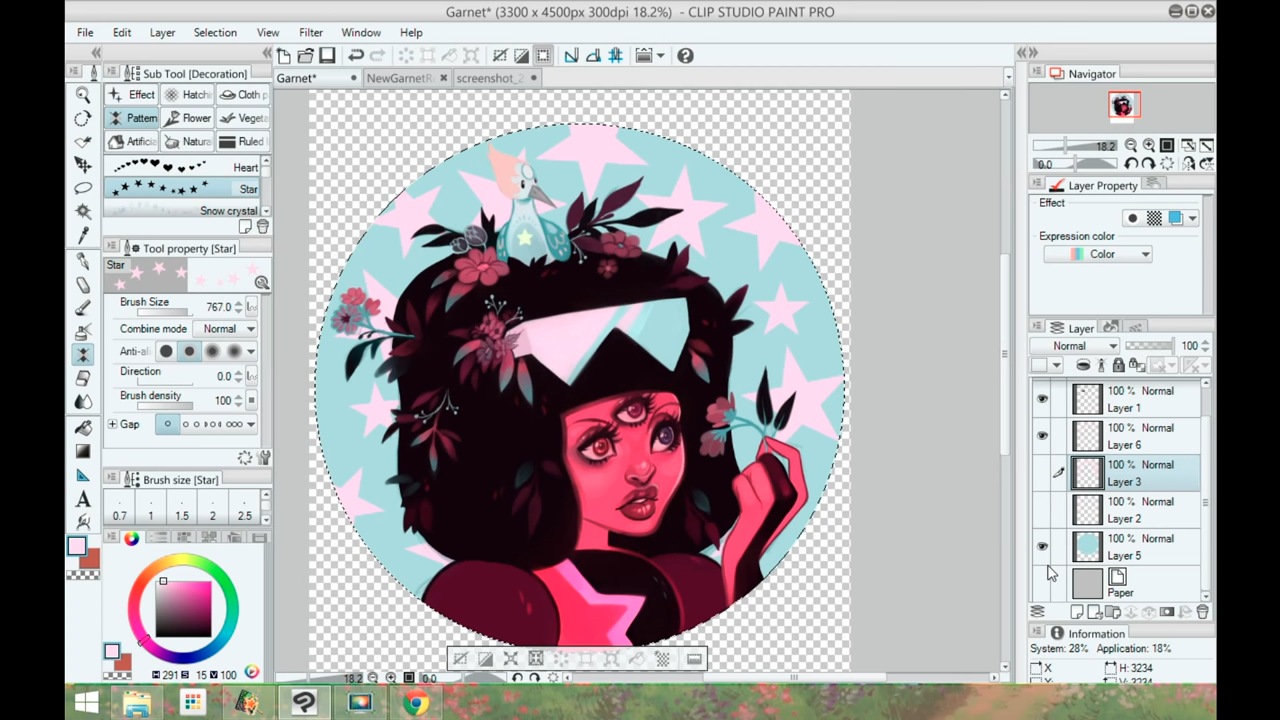 Garnet* (3300 x 4500px 300dpi 18.2%) - CLIP STUDIO PAINT PRO
File Edit Layer Selection View Filter Window Help
Sub Tool [Decoration]
Effect Hatchi Cloth p
Pattern Flower Vegeta
Artificia Natura Ruled
Heart
Star
Snow crystal
Tool property [Star]
Star
Brush Size 767.0
Combine mode Normal
Anti-al
Direction 0.0
Brush density 100
Gap
Brush size [Star]
0.7 1 1.5 2 2.5
H 291 S 15 V 100
Garnet* NewGarnetR screenshot_2
18.2 0.0
Navigator
18.2
0.0
Layer Property
Effect
Expression color
Color
Layer
Normal 100
100 % Normal
Layer 1
100 % Normal
Layer 6
100 % Normal
Layer 3
100 % Normal
Layer 2
100 % Normal
Layer 5
Paper
Information
System: 28% Application: 18%
X H: 3234